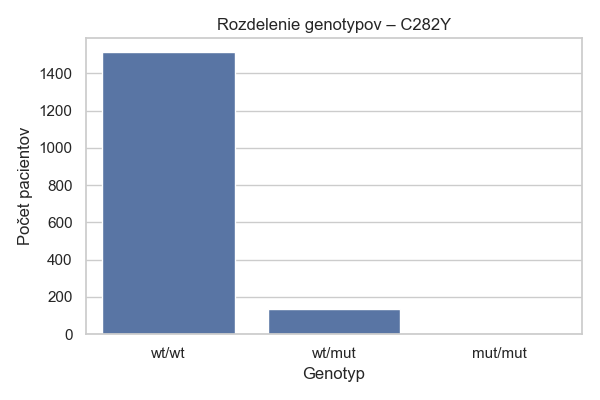 Rozdelenie genotypov – C282Y
1400
1200
1000
800
600
400
200
0
Počet pacientov
wt/wt
wt/mut
mut/mut
Genotyp